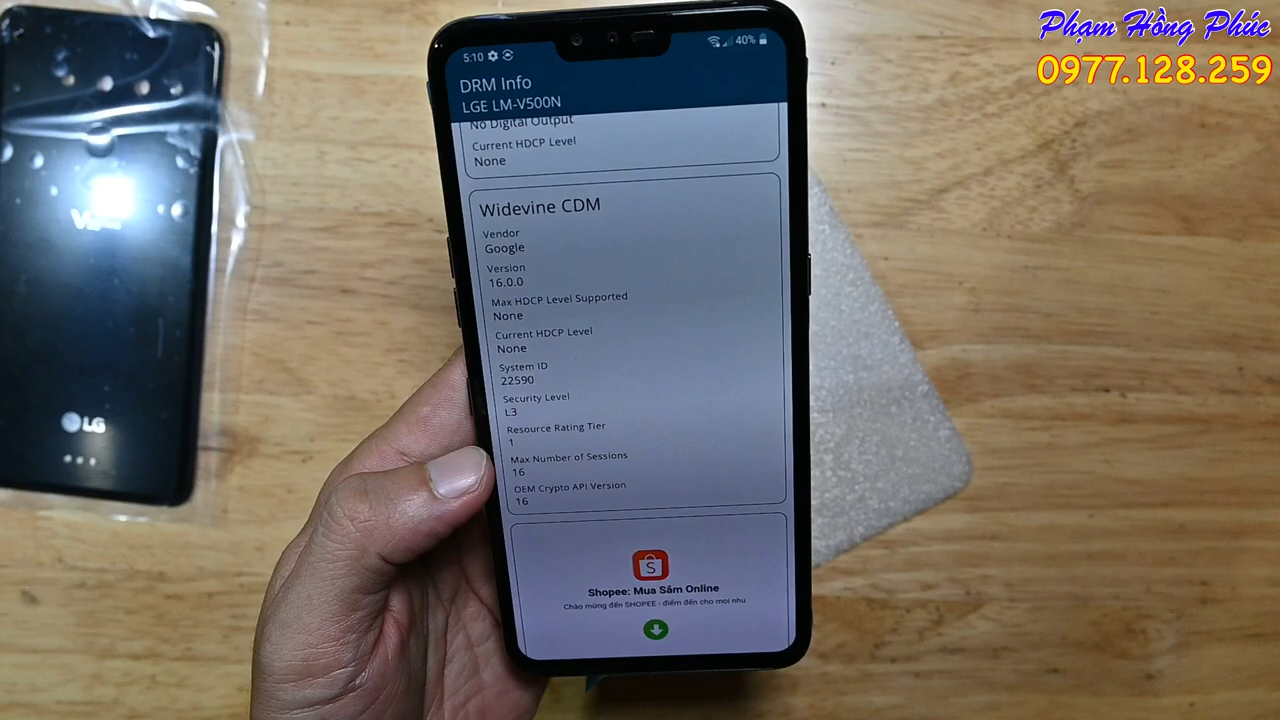 Phạm Hồng Phúc
0977.128.259
5:10
40%
DRM Info
LGE LM-V500N
No Digital Output
Current HDCP Level
None
Widevine CDM
Vendor
Google
Version
16.0.0
Max HDCP Level Supported
None
Current HDCP Level
None
System ID
22590
Security Level
L3
Resource Rating Tier
1
Max Number of Sessions
16
OEM Crypto API Version
16
S
Shopee: Mua Sắm Online
Chào mừng đến SHOPEE - điểm đến cho mọi nhu
LG